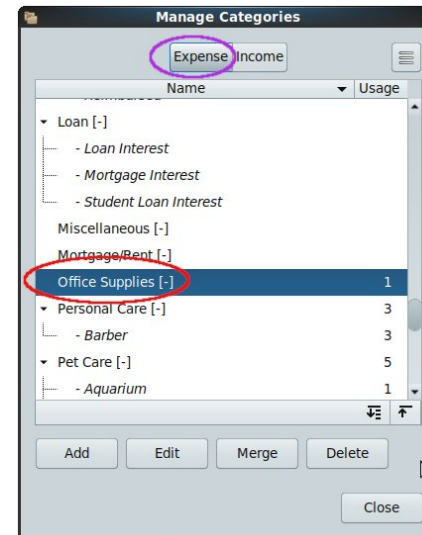 Manage Categories
Expense Income
Name Usage
Loan [-]
- Loan Interest
- Mortgage Interest
- Student Loan Interest
Miscellaneous [-]
Mortgage/Rent [-]
Office Supplies [-] 1
Personal Care [-] 3
- Barber 3
Pet Care [-] 5
- Aquarium 1
Add Edit Merge Delete
Close